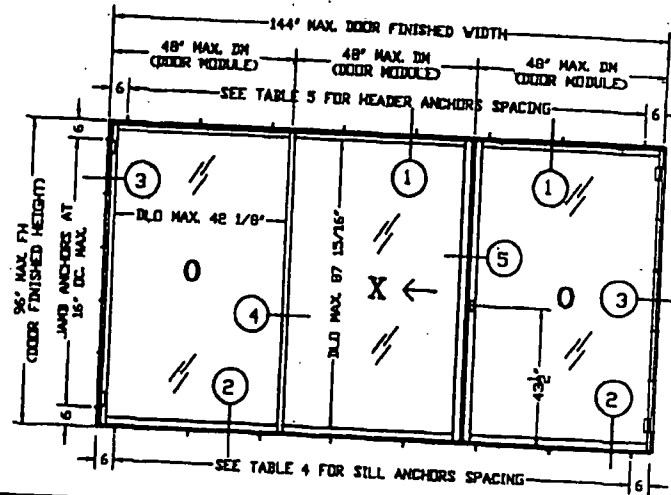 144" MAX. DOOR FINISHED WIDTH
48" MAX. DM
(DOOR MODULE)
48" MAX. DM
(DOOR MODULE)
48" MAX. DM
(DOOR MODULE)
6
SEE TABLE 5 FOR HEADER ANCHORS SPACING
6
6
96" MAX. FH
(DOOR FINISHED HEIGHT)
JAMB ANCHORS AT
16" OC. MAX.
6
3
1
1
DLO MAX. 42 1/8"
DLO MAX. 87 15/16"
5
O
X
O
3
4
43½"
2
2
6
SEE TABLE 4 FOR SILL ANCHORS SPACING
6